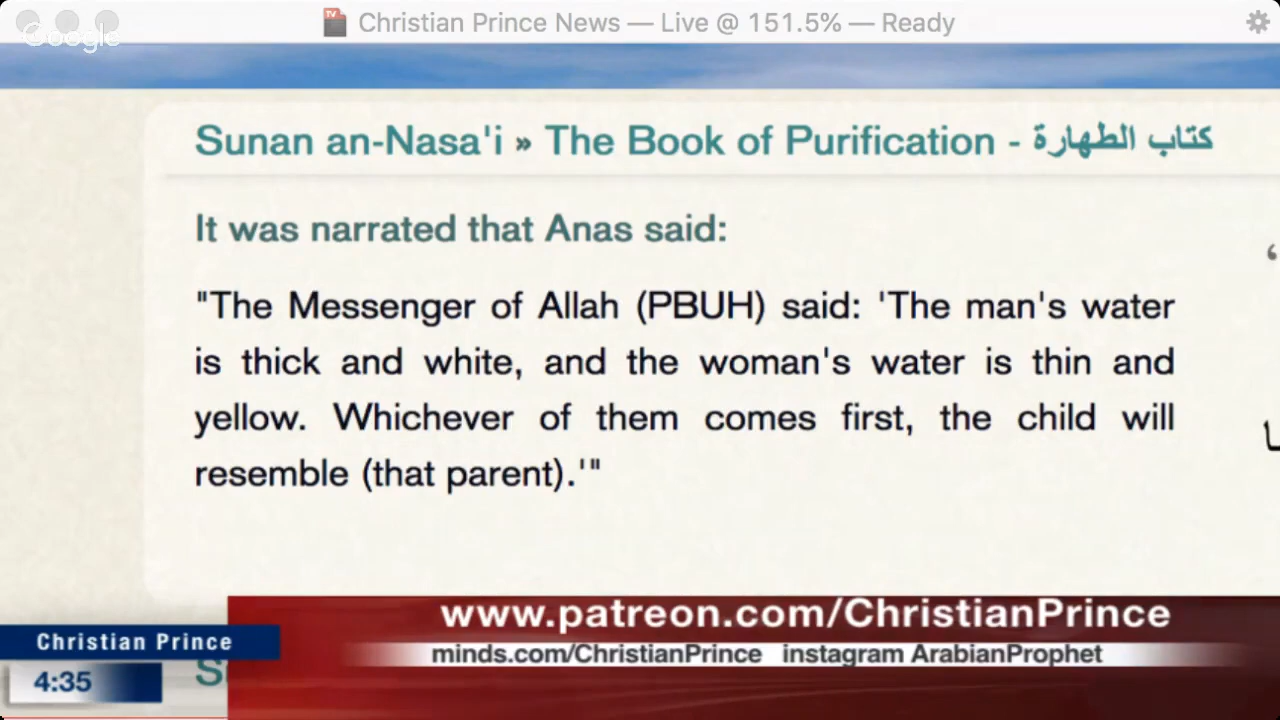 Christian Prince News — Live @ 151.5% — Ready
Google
Sunan an-Nasa'i » The Book of Purification - كتاب الطهارة
It was narrated that Anas said:
"The Messenger of Allah (PBUH) said: 'The man's water
is thick and white, and the woman's water is thin and
yellow. Whichever of them comes first, the child will
resemble (that parent).'"
www.patreon.com/ChristianPrince
Christian Prince
minds.com/ChristianPrince instagram ArabianProphet
4:35